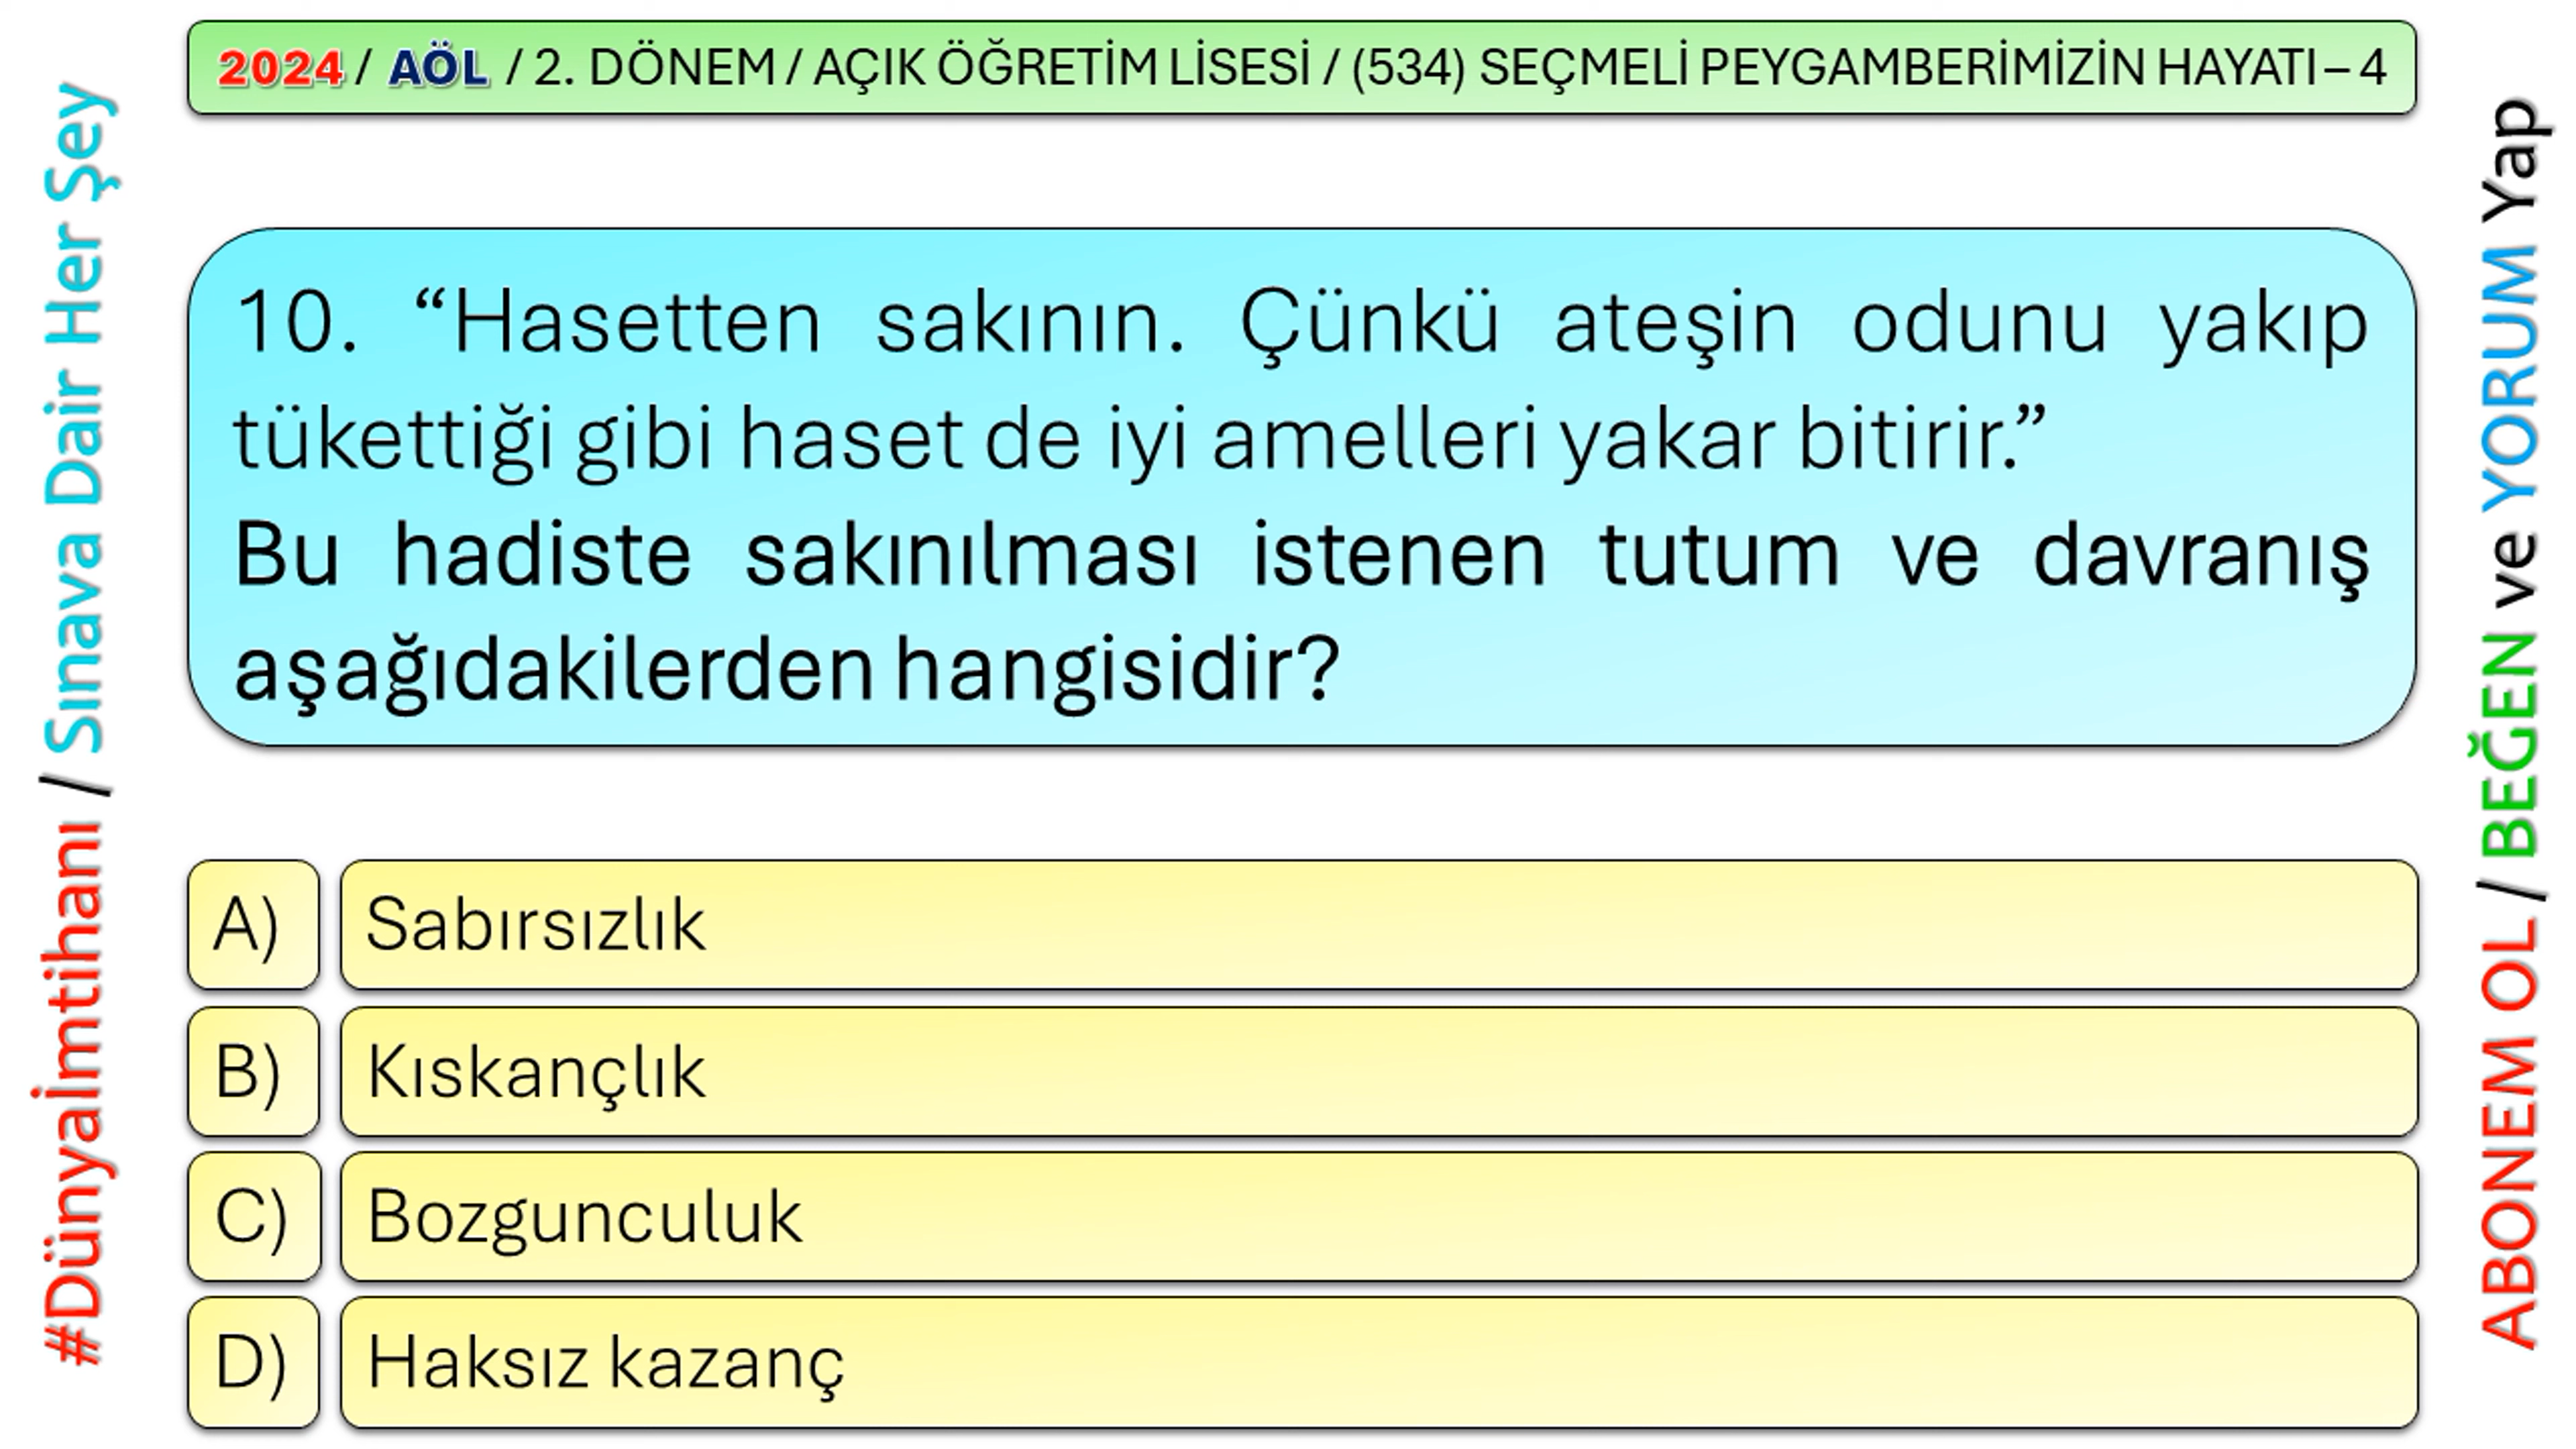 2024 / AÖL / 2. DÖNEM / AÇIK ÖĞRETİM LİSESİ / (534) SEÇMELİ PEYGAMBERİMİZİN HAYATI – 4
#Dünyaİmtihanı / Sınava Dair Her Şey
10. “Hasetten sakının. Çünkü ateşin odunu yakıp
tükettiği gibi haset de iyi amelleri yakar bitirir.”
Bu hadiste sakınılması istenen tutum ve davranış
aşağıdakilerden hangisidir?
A) Sabırsızlık
B) Kıskançlık
C) Bozgunculuk
D) Haksız kazanç
ABONEM OL / BEĞEN ve YORUM Yap